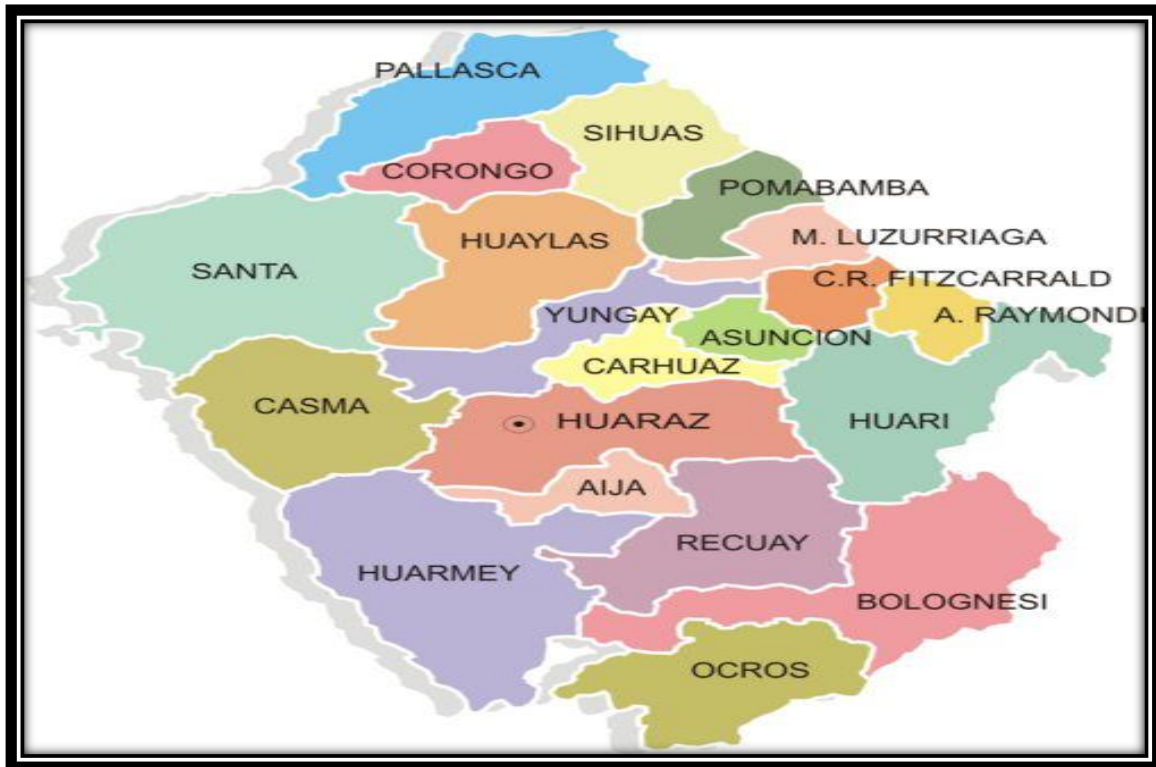 PALLASCA
SIHUAS
CORONGO
POMABAMBA
HUAYLAS
M. LUZURRIAGA
SANTA
C.R. FITZCARRALD
YUNGAY
A. RAYMONDI
ASUNCION
CARHUAZ
CASMA
HUARAZ
HUARI
AIJA
RECUAY
HUARMEY
BOLOGNESI
OCROS